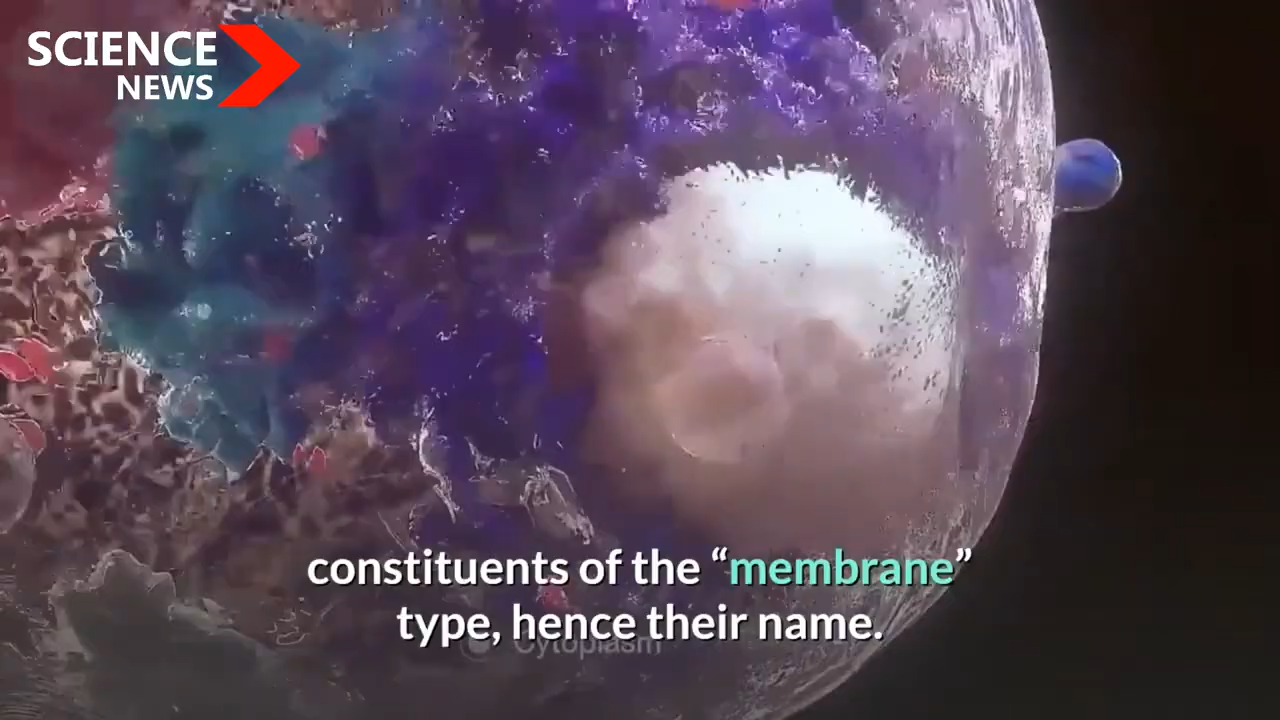 SCIENCE
NEWS
constituents of the “membrane”
type, hence their name.
Cytoplasm